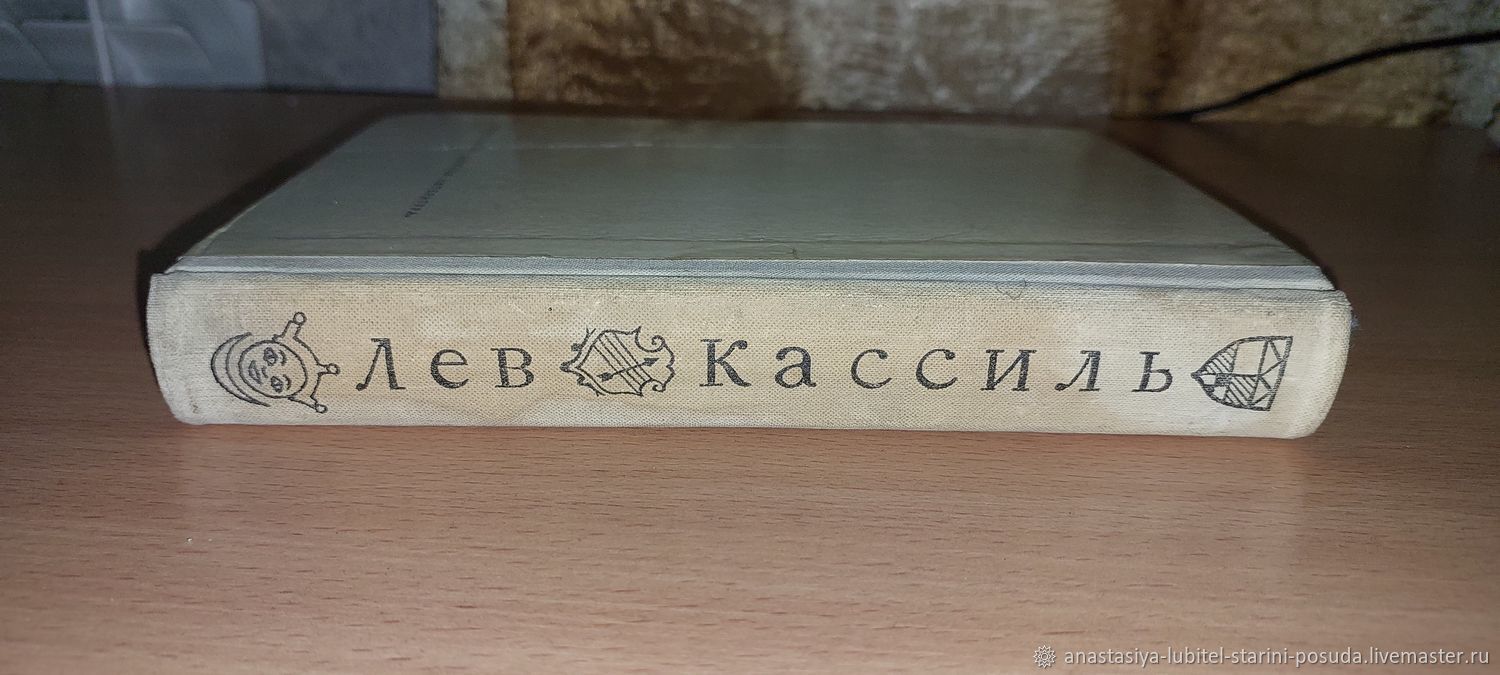 Лев Кассиль
anastasiya-lubitel-starini-posuda.livemaster.ru